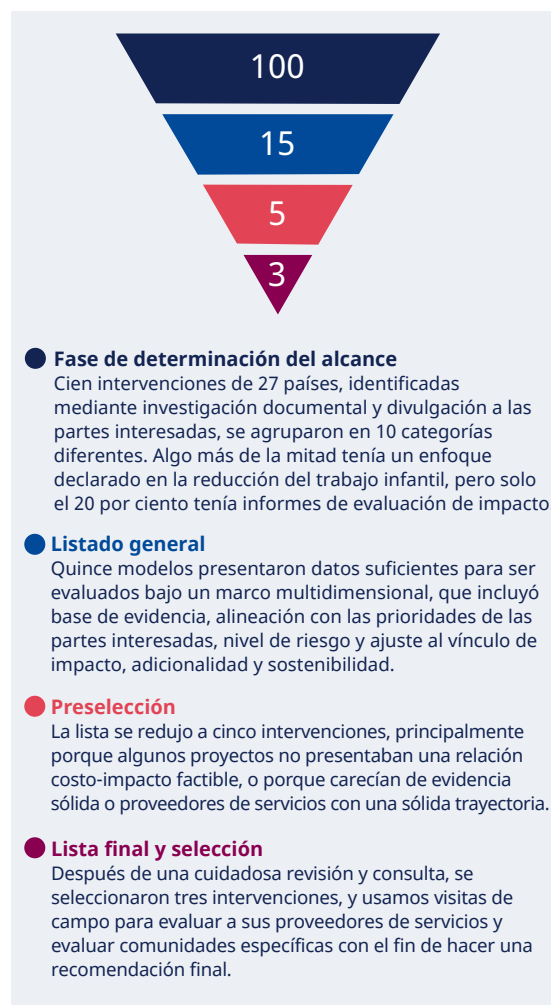 100
15
5
3
Fase de determinación del alcance
Cien intervenciones de 27 países, identificadas
mediante investigación documental y divulgación a las
partes interesadas, se agruparon en 10 categorías
diferentes. Algo más de la mitad tenía un enfoque
declarado en la reducción del trabajo infantil, pero solo
el 20 por ciento tenía informes de evaluación de impacto
Listado general
Quince modelos presentaron datos suficientes para ser
evaluados bajo un marco multidimensional, que incluyó
base de evidencia, alineación con las prioridades de las
partes interesadas, nivel de riesgo y ajuste al vínculo de
impacto, adicionalidad y sostenibilidad.
Preselección
La lista se redujo a cinco intervenciones, principalmente
porque algunos proyectos no presentaban una relación
costo-impacto factible, o porque carecían de evidencia
sólida o proveedores de servicios con una sólida trayectoria.
Lista final y selección
Después de una cuidadosa revisión y consulta, se
seleccionaron tres intervenciones, y usamos visitas de
campo para evaluar a sus proveedores de servicios y
evaluar comunidades específicas con el fin de hacer una
recomendación final.